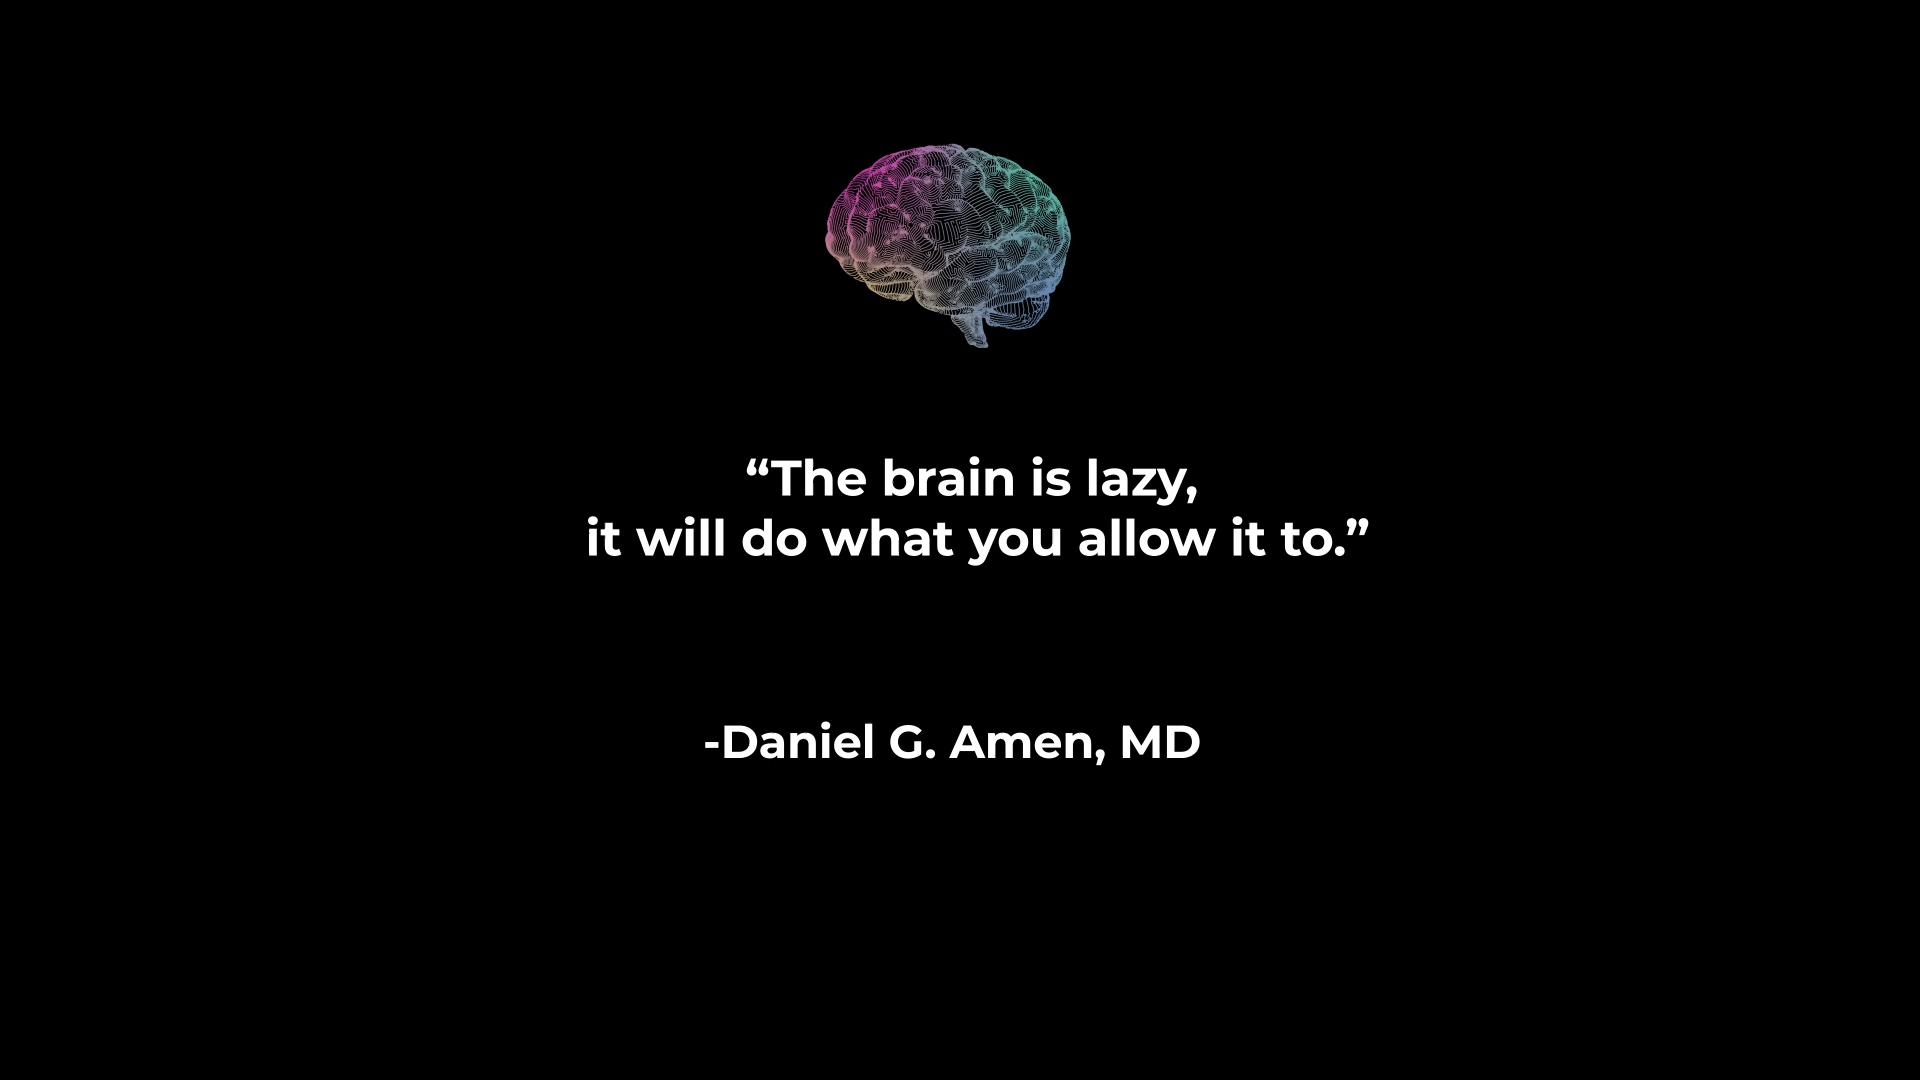 “The brain is lazy,
it will do what you allow it to.”
-Daniel G. Amen, MD